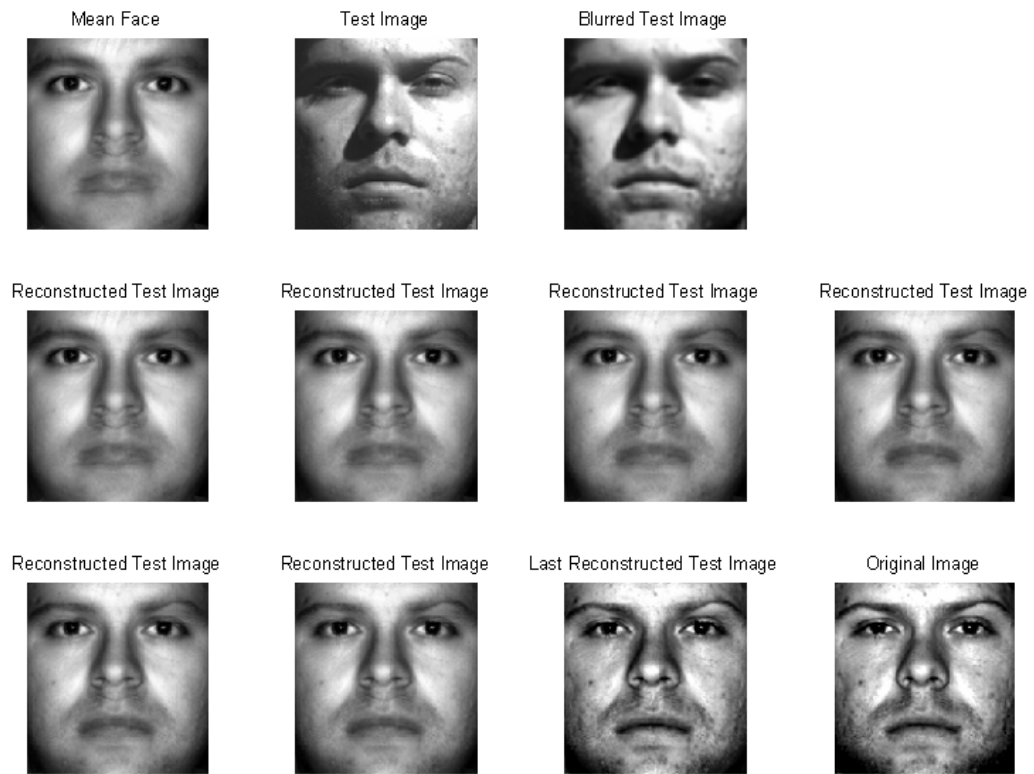 Mean Face
Test Image
Blurred Test Image
Reconstructed Test Image
Reconstructed Test Image
Reconstructed Test Image
Reconstructed Test Image
Reconstructed Test Image
Reconstructed Test Image
Last Reconstructed Test Image
Original Image